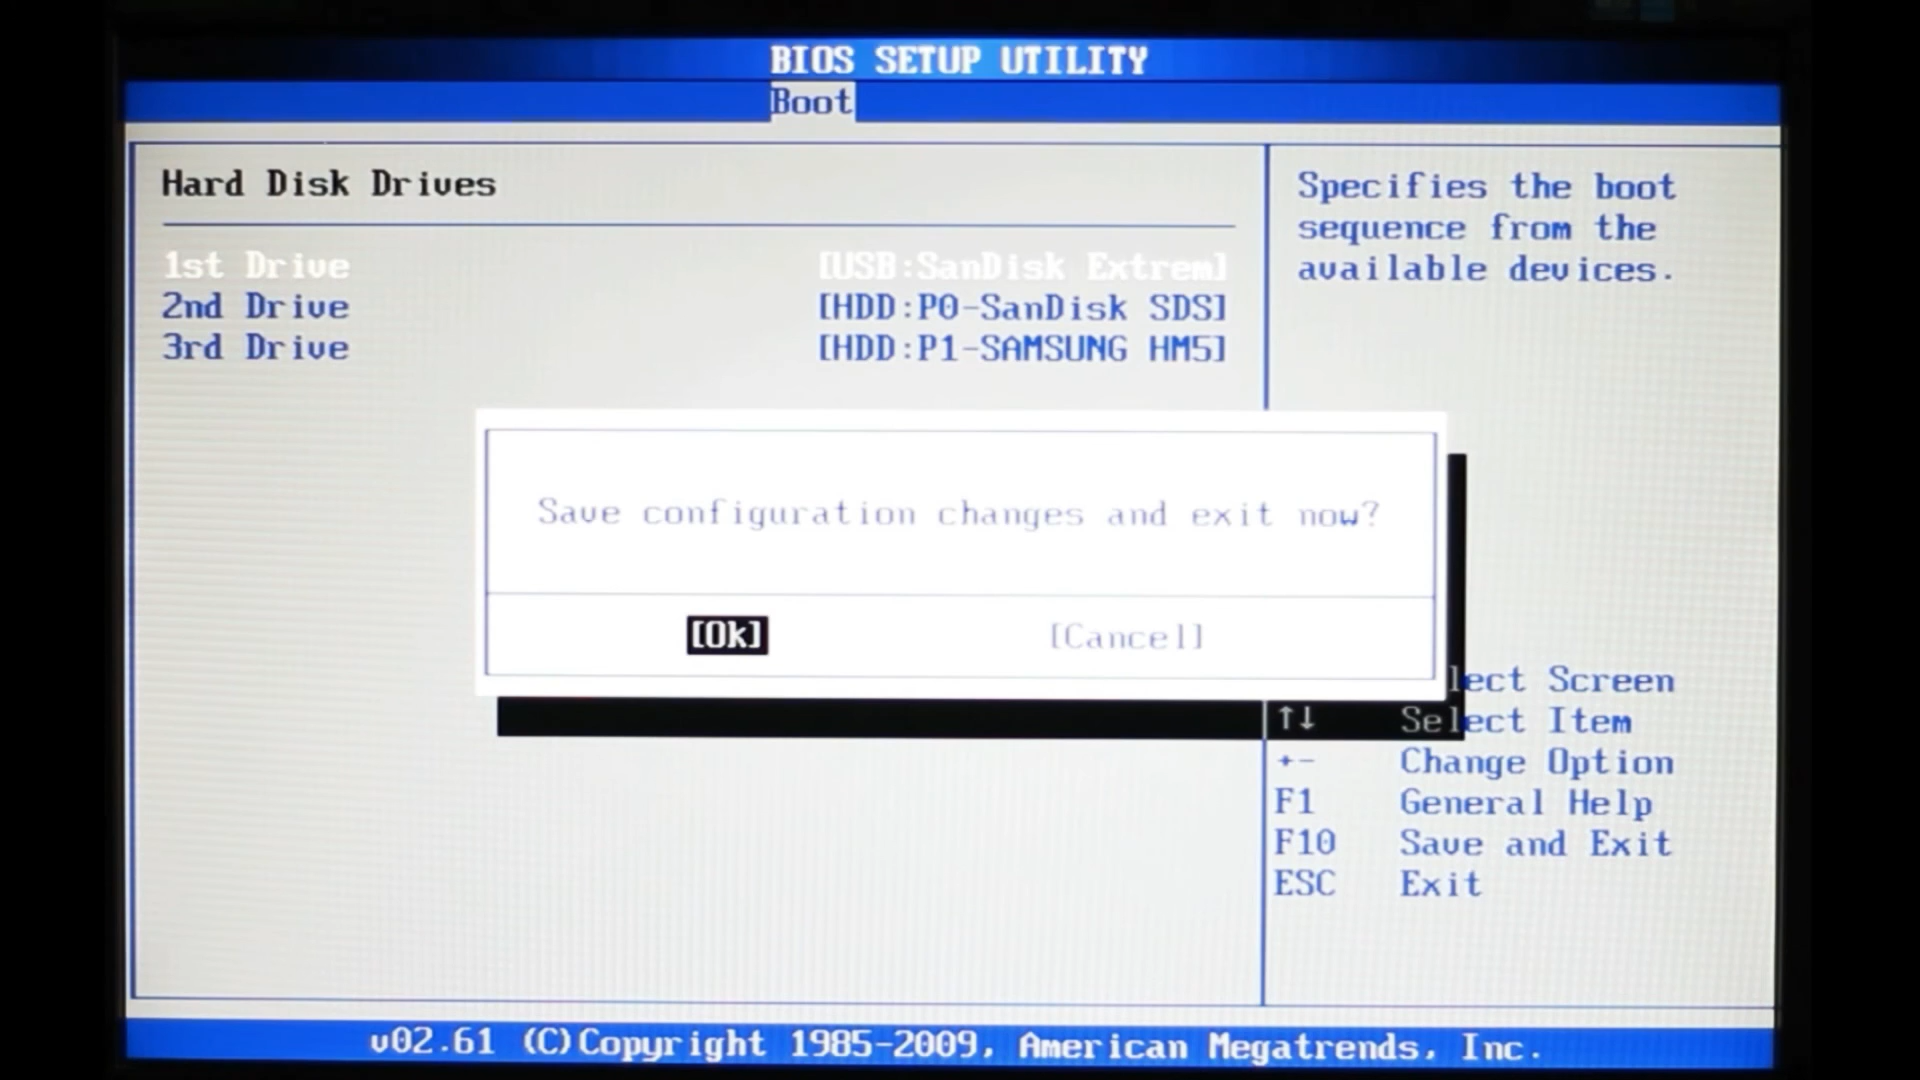 BIOS SETUP UTILITY
Boot
Hard Disk Drives
1st Drive [USB:SanDisk Extrem]
2nd Drive [HDD:P0-SanDisk SDS]
3rd Drive [HDD:P1-SAMSUNG HM5]
Specifies the boot
sequence from the
available devices.
Save configuration changes and exit now?
[Ok] [Cancel]
lect Screen
↑↓ Select Item
+- Change Option
F1 General Help
F10 Save and Exit
ESC Exit
v02.61 (C)Copyright 1985-2009, American Megatrends, Inc.